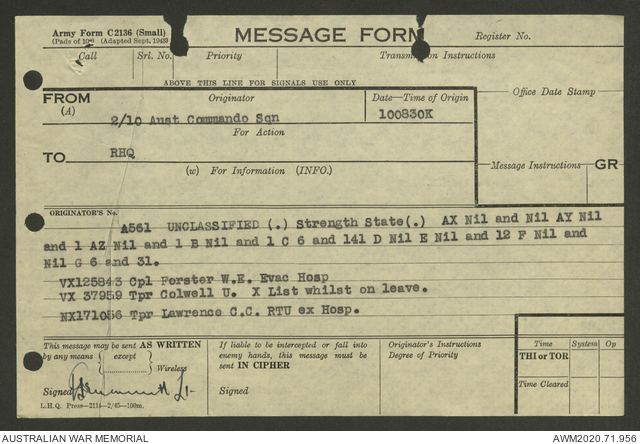 Army Form C2136 (Small)
(Pads of 100) (Adapted Sept. 1943)
MESSAGE FORM
Register No.
Call Srl. No. Priority Transmission Instructions
ABOVE THIS LINE FOR SIGNALS USE ONLY
FROM Originator Date—Time of Origin Office Date Stamp
(A) 2/10 Aust Commando Sqn 100830K
For Action
TO RHQ
(w) For Information (INFO.) Message Instructions GR
ORIGINATOR'S No.
A561 UNCLASSIFIED (.) Strength State(.) AX Nil and Nil AY Nil
and 1 AZ Nil and 1 B Nil and 1 C 6 and 141 D Nil E Nil and 12 F Nil and
Nil G 6 and 31.
VX125843 Cpl Forster W.E. Evac Hosp
VX 37959 Tpr Colwell U. X List whilst on leave.
NX171056 Tpr Lawrence C.C. RTU ex Hosp.
This message may be sent AS WRITTEN
by any means { except } Wireless
If liable to be intercepted or fall into
enemy hands, this message must be
sent IN CIPHER
Originator's Instructions
Degree of Priority
Time System Op
THI or TOR
Time Cleared
Signed Lt
Signed
L.H.Q. Press—2114—2/45—100m.
AUSTRALIAN WAR MEMORIAL AWM2020.71.956